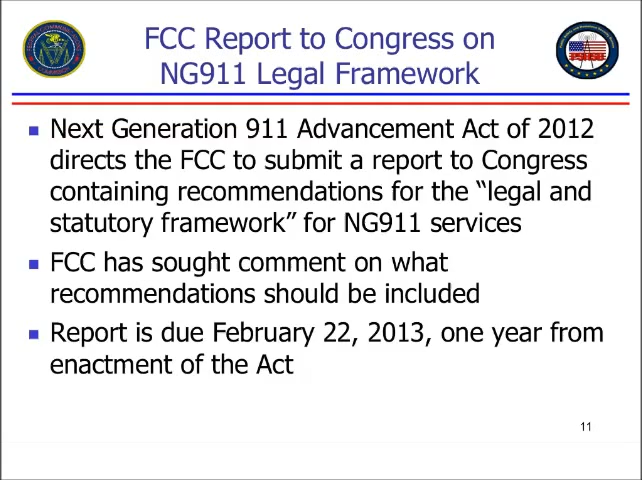 FCC Report to Congress on
NG911 Legal Framework
Next Generation 911 Advancement Act of 2012
directs the FCC to submit a report to Congress
containing recommendations for the “legal and
statutory framework” for NG911 services
FCC has sought comment on what
recommendations should be included
Report is due February 22, 2013, one year from
enactment of the Act
11